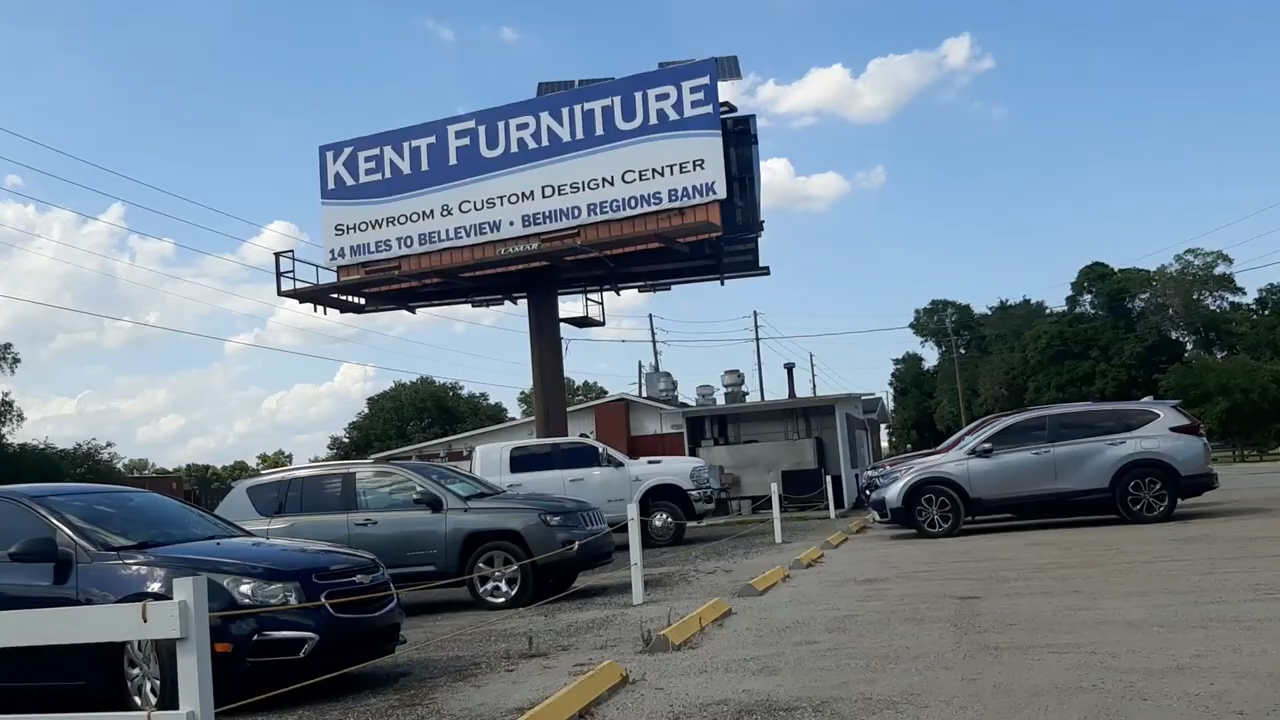 KENT FURNITURE
SHOWROOM & CUSTOM DESIGN CENTER
14 MILES TO BELLEVIEW • BEHIND REGIONS BANK
LAMAR